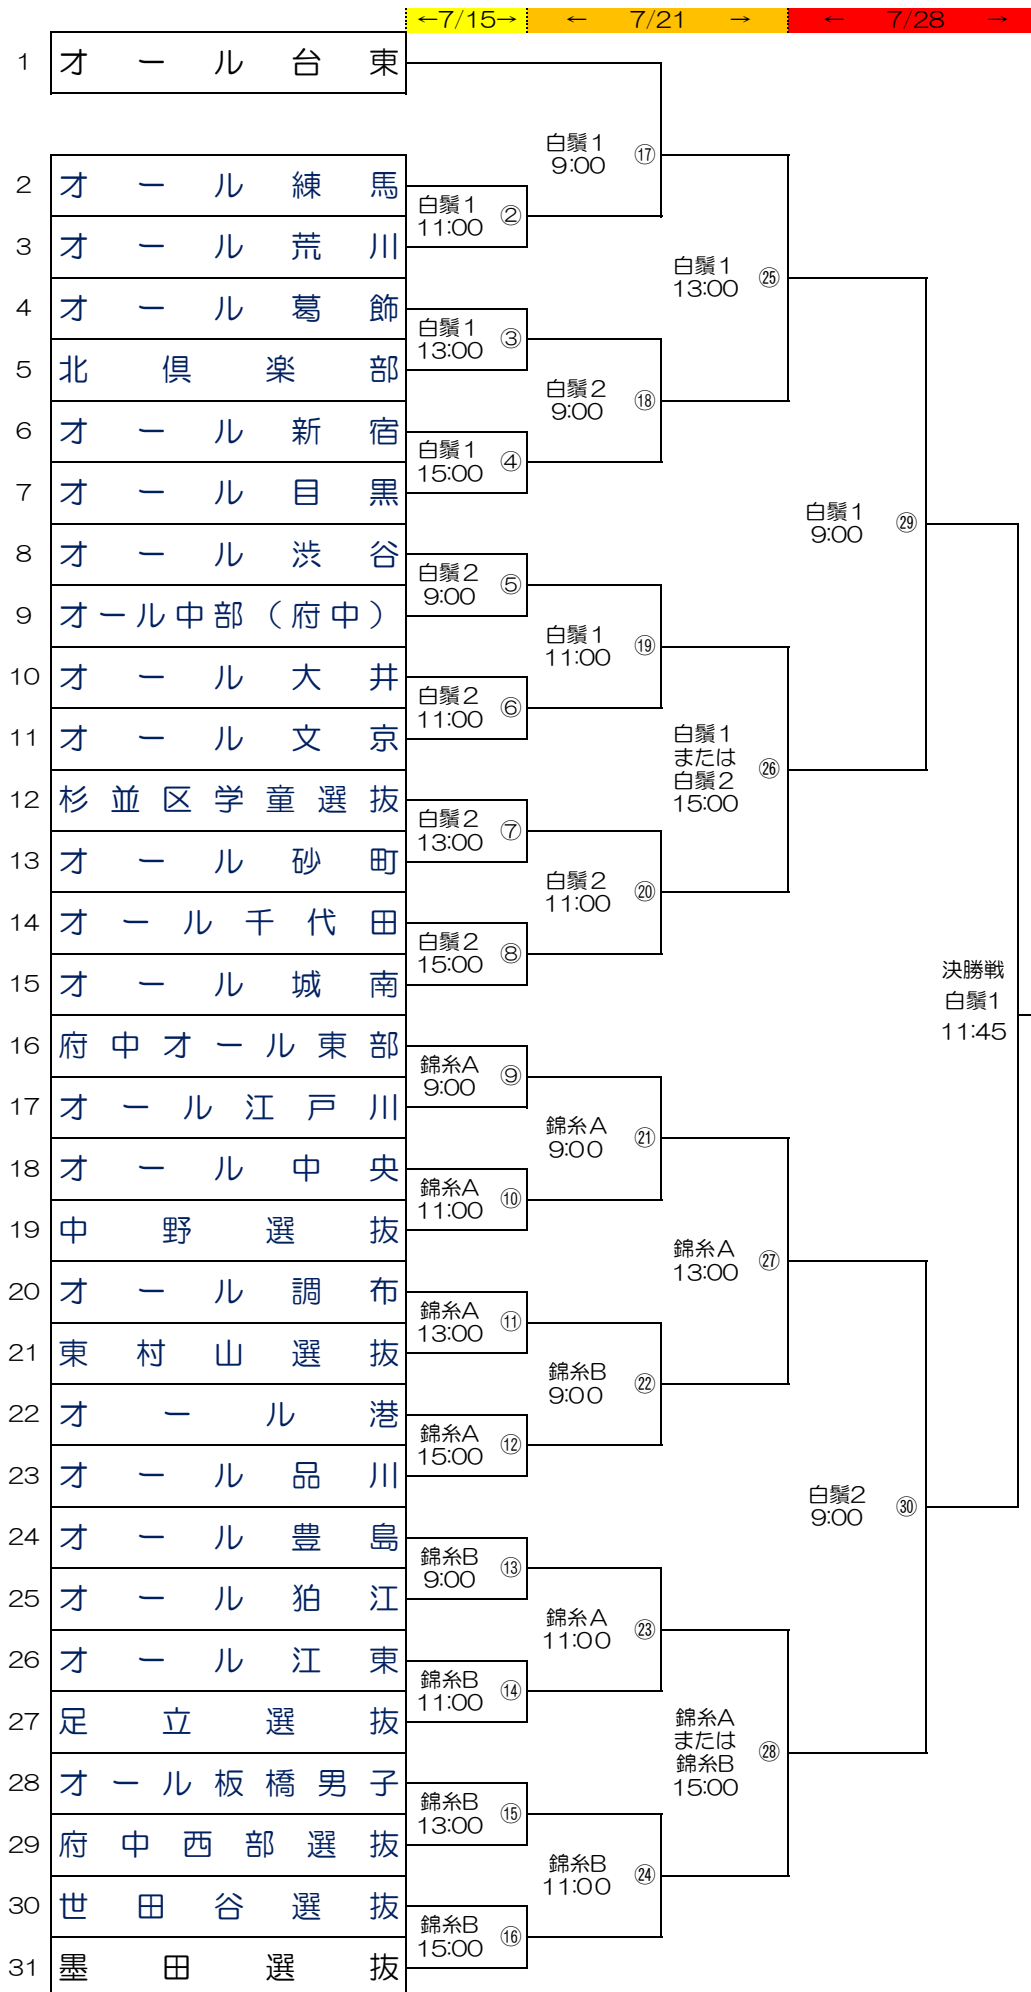 ←7/15→ ← 7/21 → ← 7/28 →
1 オール台東
白鬚1
9:00 ⑰
2 オール練馬
白鬚1
11:00 ②
3 オール荒川
白鬚1
13:00 ㉕
4 オール葛飾
白鬚1
13:00 ③
5 北倶楽部
白鬚2
9:00 ⑱
6 オール新宿
白鬚1
15:00 ④
7 オール目黒
白鬚1
9:00 ㉙
8 オール渋谷
白鬚2
9:00 ⑤
9 オール中部（府中）
白鬚1
11:00 ⑲
10 オール大井
白鬚2
11:00 ⑥
11 オール文京
白鬚1
または
白鬚2
15:00 ㉖
12 杉並区学童選抜
白鬚2
13:00 ⑦
13 オール砂町
白鬚2
11:00 ⑳
14 オール千代田
白鬚2
15:00 ⑧
15 オール城南
決勝戦
白鬚1
11:45
16 府中オール東部
錦糸A
9:00 ⑨
17 オール江戸川
錦糸A
9:00 ㉑
18 オール中央
錦糸A
11:00 ⑩
19 中野選抜
錦糸A
13:00 ㉗
20 オール調布
錦糸A
13:00 ⑪
21 東村山選抜
錦糸B
9:00 ㉒
22 オール港
錦糸A
15:00 ⑫
23 オール品川
白鬚2
9:00 ㉚
24 オール豊島
錦糸B
9:00 ⑬
25 オール狛江
錦糸A
11:00 ㉓
26 オール江東
錦糸B
11:00 ⑭
27 足立選抜
錦糸A
または
錦糸B
15:00 ㉘
28 オール板橋男子
錦糸B
13:00 ⑮
29 府中西部選抜
錦糸B
11:00 ㉔
30 世田谷選抜
錦糸B
15:00 ⑯
31 墨田選抜